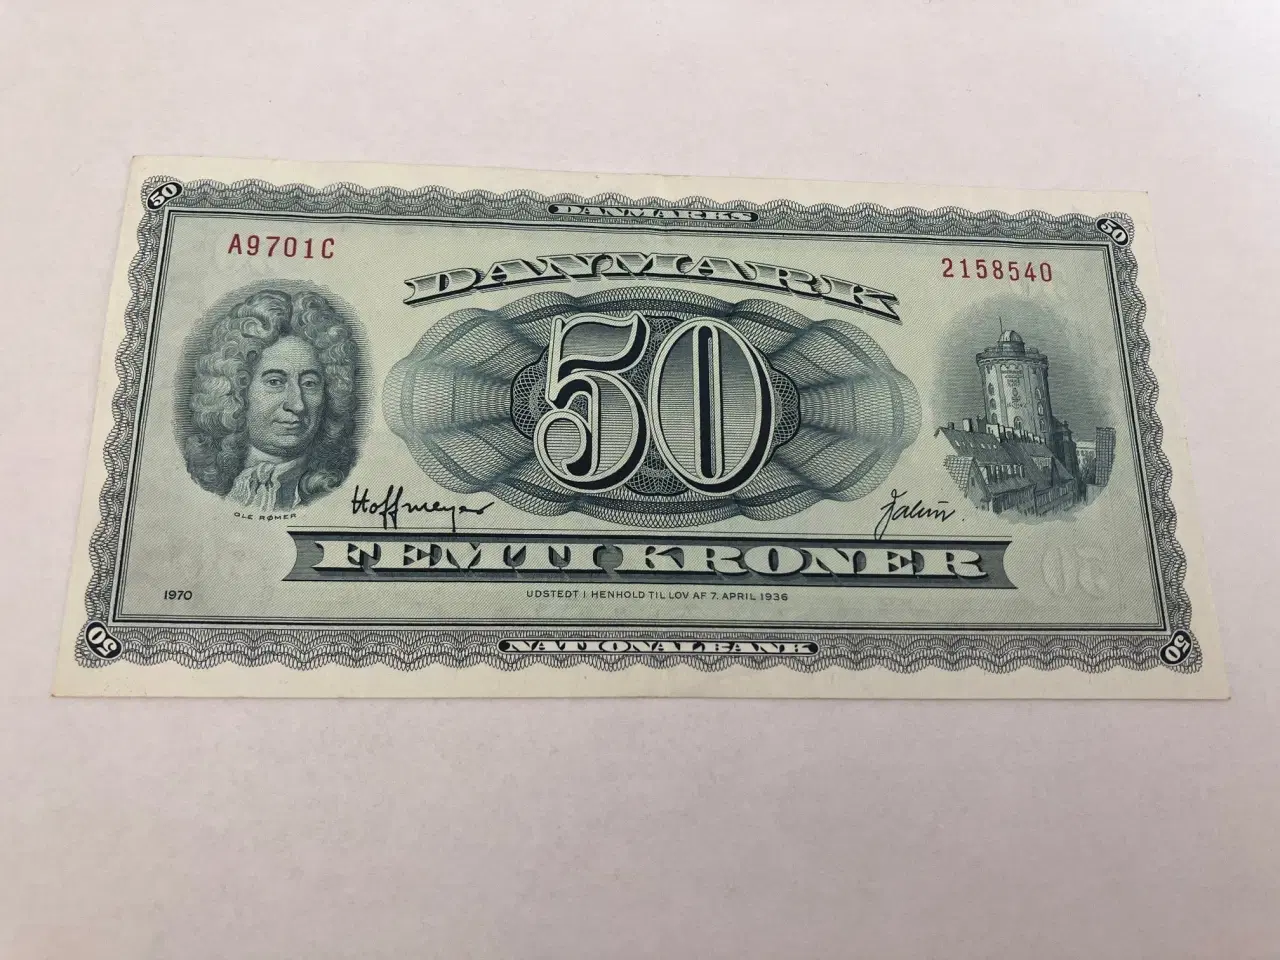 50
DANMARKS
50
A9701C
2158540
DANMARK
50
OLE RØMER
Hoffmeyer
Jalin.
FEMTI KRONER
50
1970
UDSTEDT I HENHOLD TIL LOV AF 7. APRIL 1936
50
NATIONALBANK
50